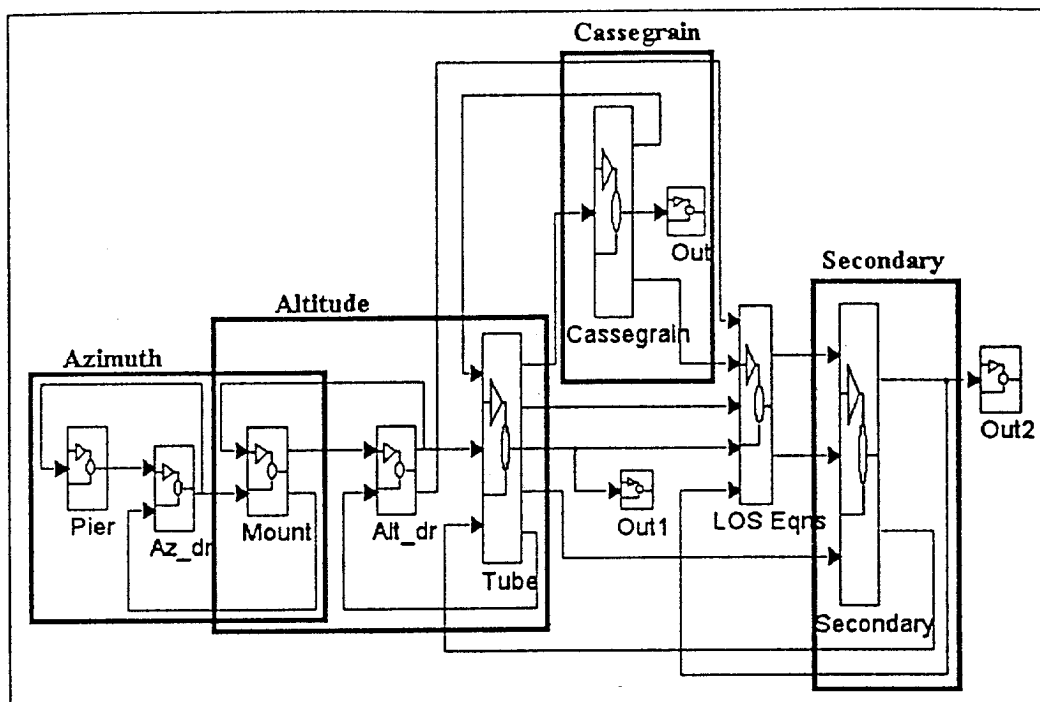 Cassegrain
Out
Cassegrain
Secondary
Altitude
Azimuth
Pier
Az_dr
Mount
Alt_dr
Tube
Out1
LOS Eqns
Secondary
Out2